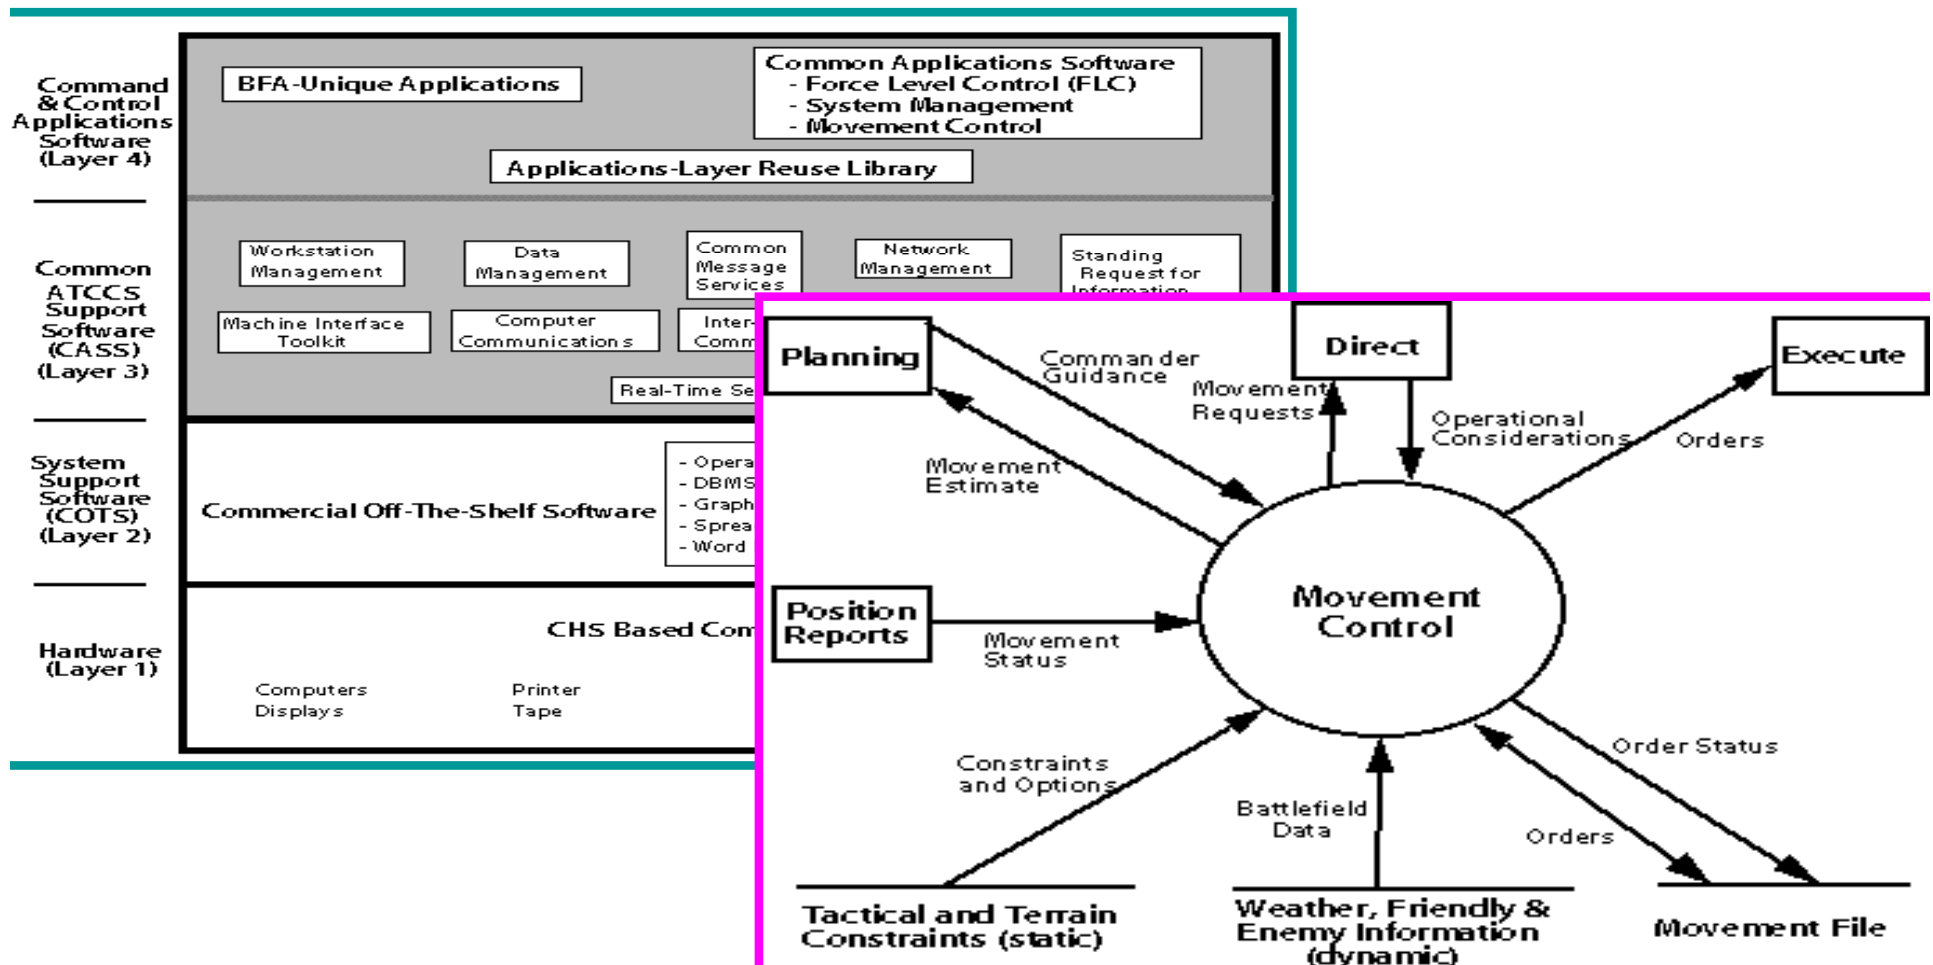 Command
& Control
Applications
Software
(Layer 4)
BFA-Unique Applications
Common Applications Software
- Force Level Control (FLC)
- System Management
- Movement Control
Applications-Layer Reuse Library
Common
ATCCS
Support
Software
(CASS)
(Layer 3)
Workstation
Management
Data
Management
Common
Message
Services
Network
Management
Standing
Request for
Information
Machine Interface
Toolkit
Computer
Communications
Inter-
Comm
Real-Time Se
System
Support
Software
(COTS)
(Layer 2)
Commercial Off-The-Shelf Software
- Opera
- DBMS
- Graph
- Sprea
- Word
Hardware
(Layer 1)
CHS Based Com
Computers
Displays
Printer
Tape
Planning
Commander
Guidance
Direct
Movement
Requests
Operational
Considerations
Execute
Orders
Movement
Estimate
Position
Reports
Movement
Status
Movement
Control
Constraints
and Options
Battlefield
Data
Order Status
Orders
Tactical and Terrain
Constraints (static)
Weather, Friendly &
Enemy Information
(dynamic)
Movement File